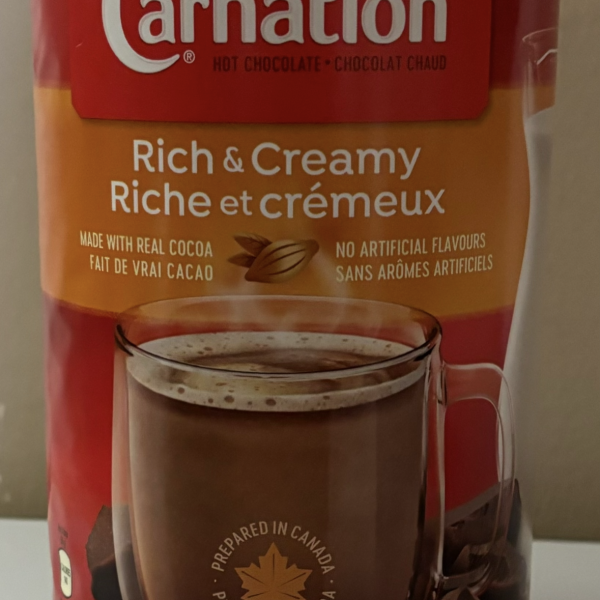 Carnation®
HOT CHOCOLATE • CHOCOLAT CHAUD
Rich & Creamy
Riche et crémeux
MADE WITH REAL COCOA
FAIT DE VRAI CACAO
NO ARTIFICIAL FLAVOURS
SANS ARÔMES ARTIFICIELS
PREPARED IN CANADA